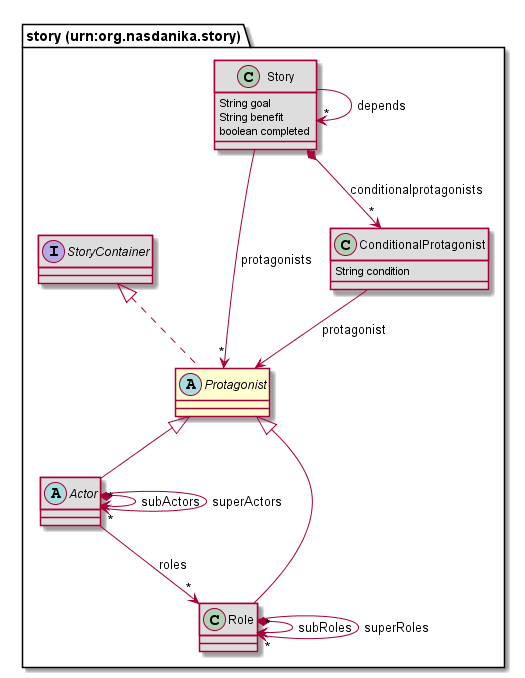 story (urn:org.nasdanika.story)
C Story
String goal
String benefit
boolean completed
depends
*
conditionalprotagonists
*
I StoryContainer
C ConditionalProtagonist
String condition
protagonists
*
protagonist
A Protagonist
A Actor
subActors
superActors
*
*
roles
*
C Role
subRoles
superRoles
*
*